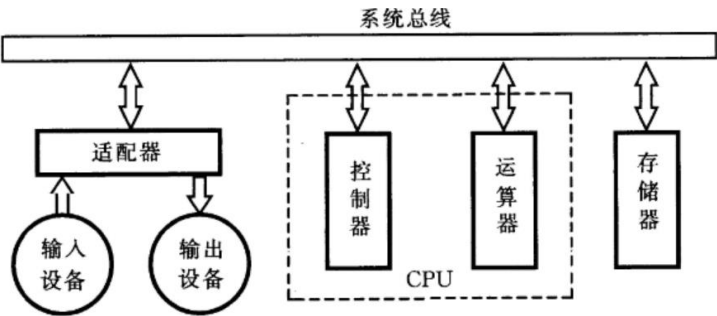 系统总线
适配器
控制器
运算器
存储器
输入
设备
输出
设备
CPU